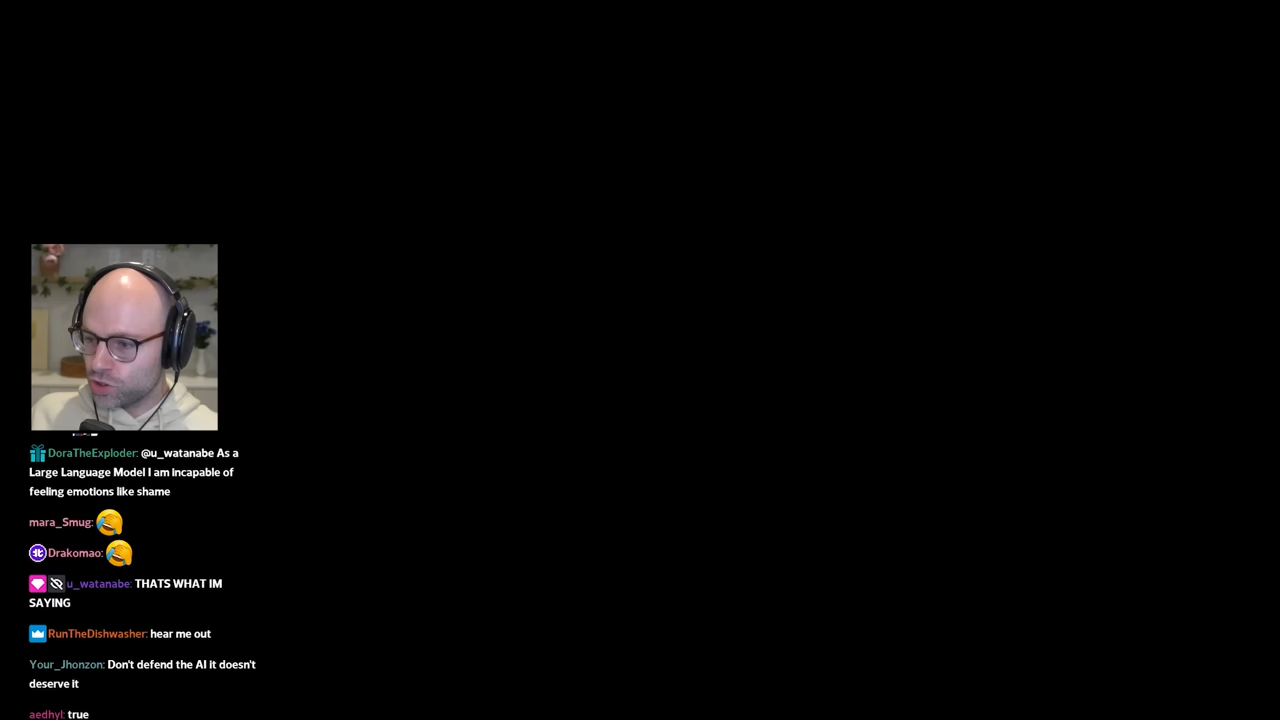 DoraTheExploder: @u_watanabe As a
Large Language Model I am incapable of
feeling emotions like shame
mara_Smug:
Drakomao:
u_watanabe: THATS WHAT IM
SAYING
RunTheDishwasher: hear me out
Your_Jhonzon: Don't defend the AI it doesn't
deserve it
aedhyl: true